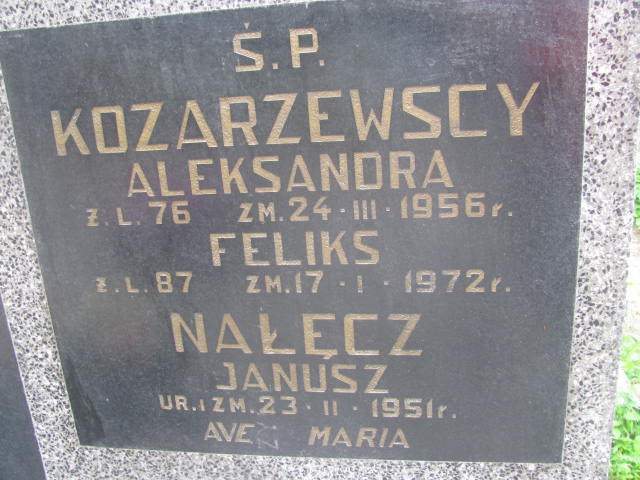 Ś.P.
KOZARZEWSCY
ALEKSANDRA
Ż.L.76 ZM.24·III·1956r.
FELIKS
Ż.L.87 ZM.17·I·1972r.
NAŁĘCZ
JANUSZ
UR.i ZM.23·II·1951r.
AVE MARIA